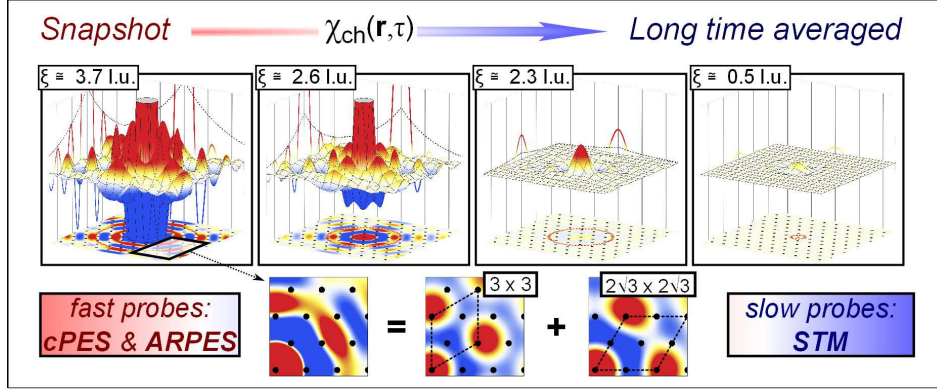 Snapshot χch(r,τ) Long time averaged
ξ ≅ 3.7 l.u. ξ ≅ 2.6 l.u. ξ ≅ 2.3 l.u. ξ ≅ 0.5 l.u.
3 x 3 2√3 x 2√3
fast probes: = + slow probes:
cPES & ARPES STM